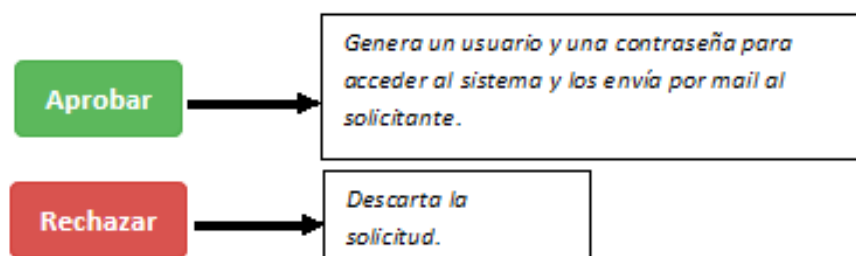 Aprobar
Genera un usuario y una contraseña para
acceder al sistema y los envía por mail al
solicitante.
Rechazar
Descarta la
solicitud.